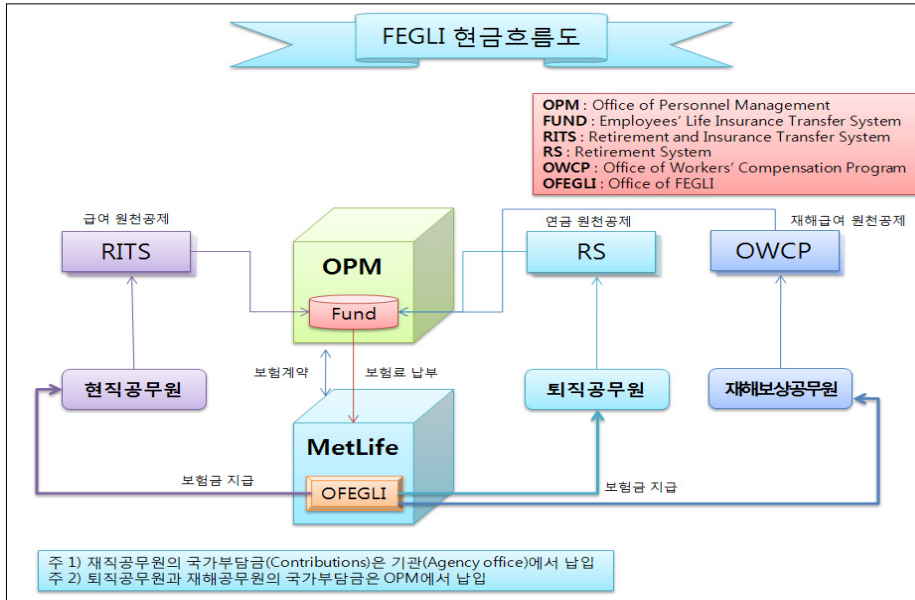 FEGLI 현금흐름도
OPM : Office of Personnel Management
FUND : Employees' Life Insurance Transfer System
RITS : Retirement and Insurance Transfer System
RS : Retirement System
OWCP : Office of Workers' Compensation Program
OFEGLI : Office of FEGLI
급여 원천공제
연금 원천공제
재해급여 원천공제
RITS
OPM
RS
OWCP
Fund
보험계약
보험료 납부
현직공무원
퇴직공무원
재해보상공무원
MetLife
보험금 지급
OFEGLI
보험금 지급
주 1) 재직공무원의 국가부담금(Contributions)은 기관(Agency office)에서 납입
주 2) 퇴직공무원과 재해공무원의 국가부담금은 OPM에서 납입